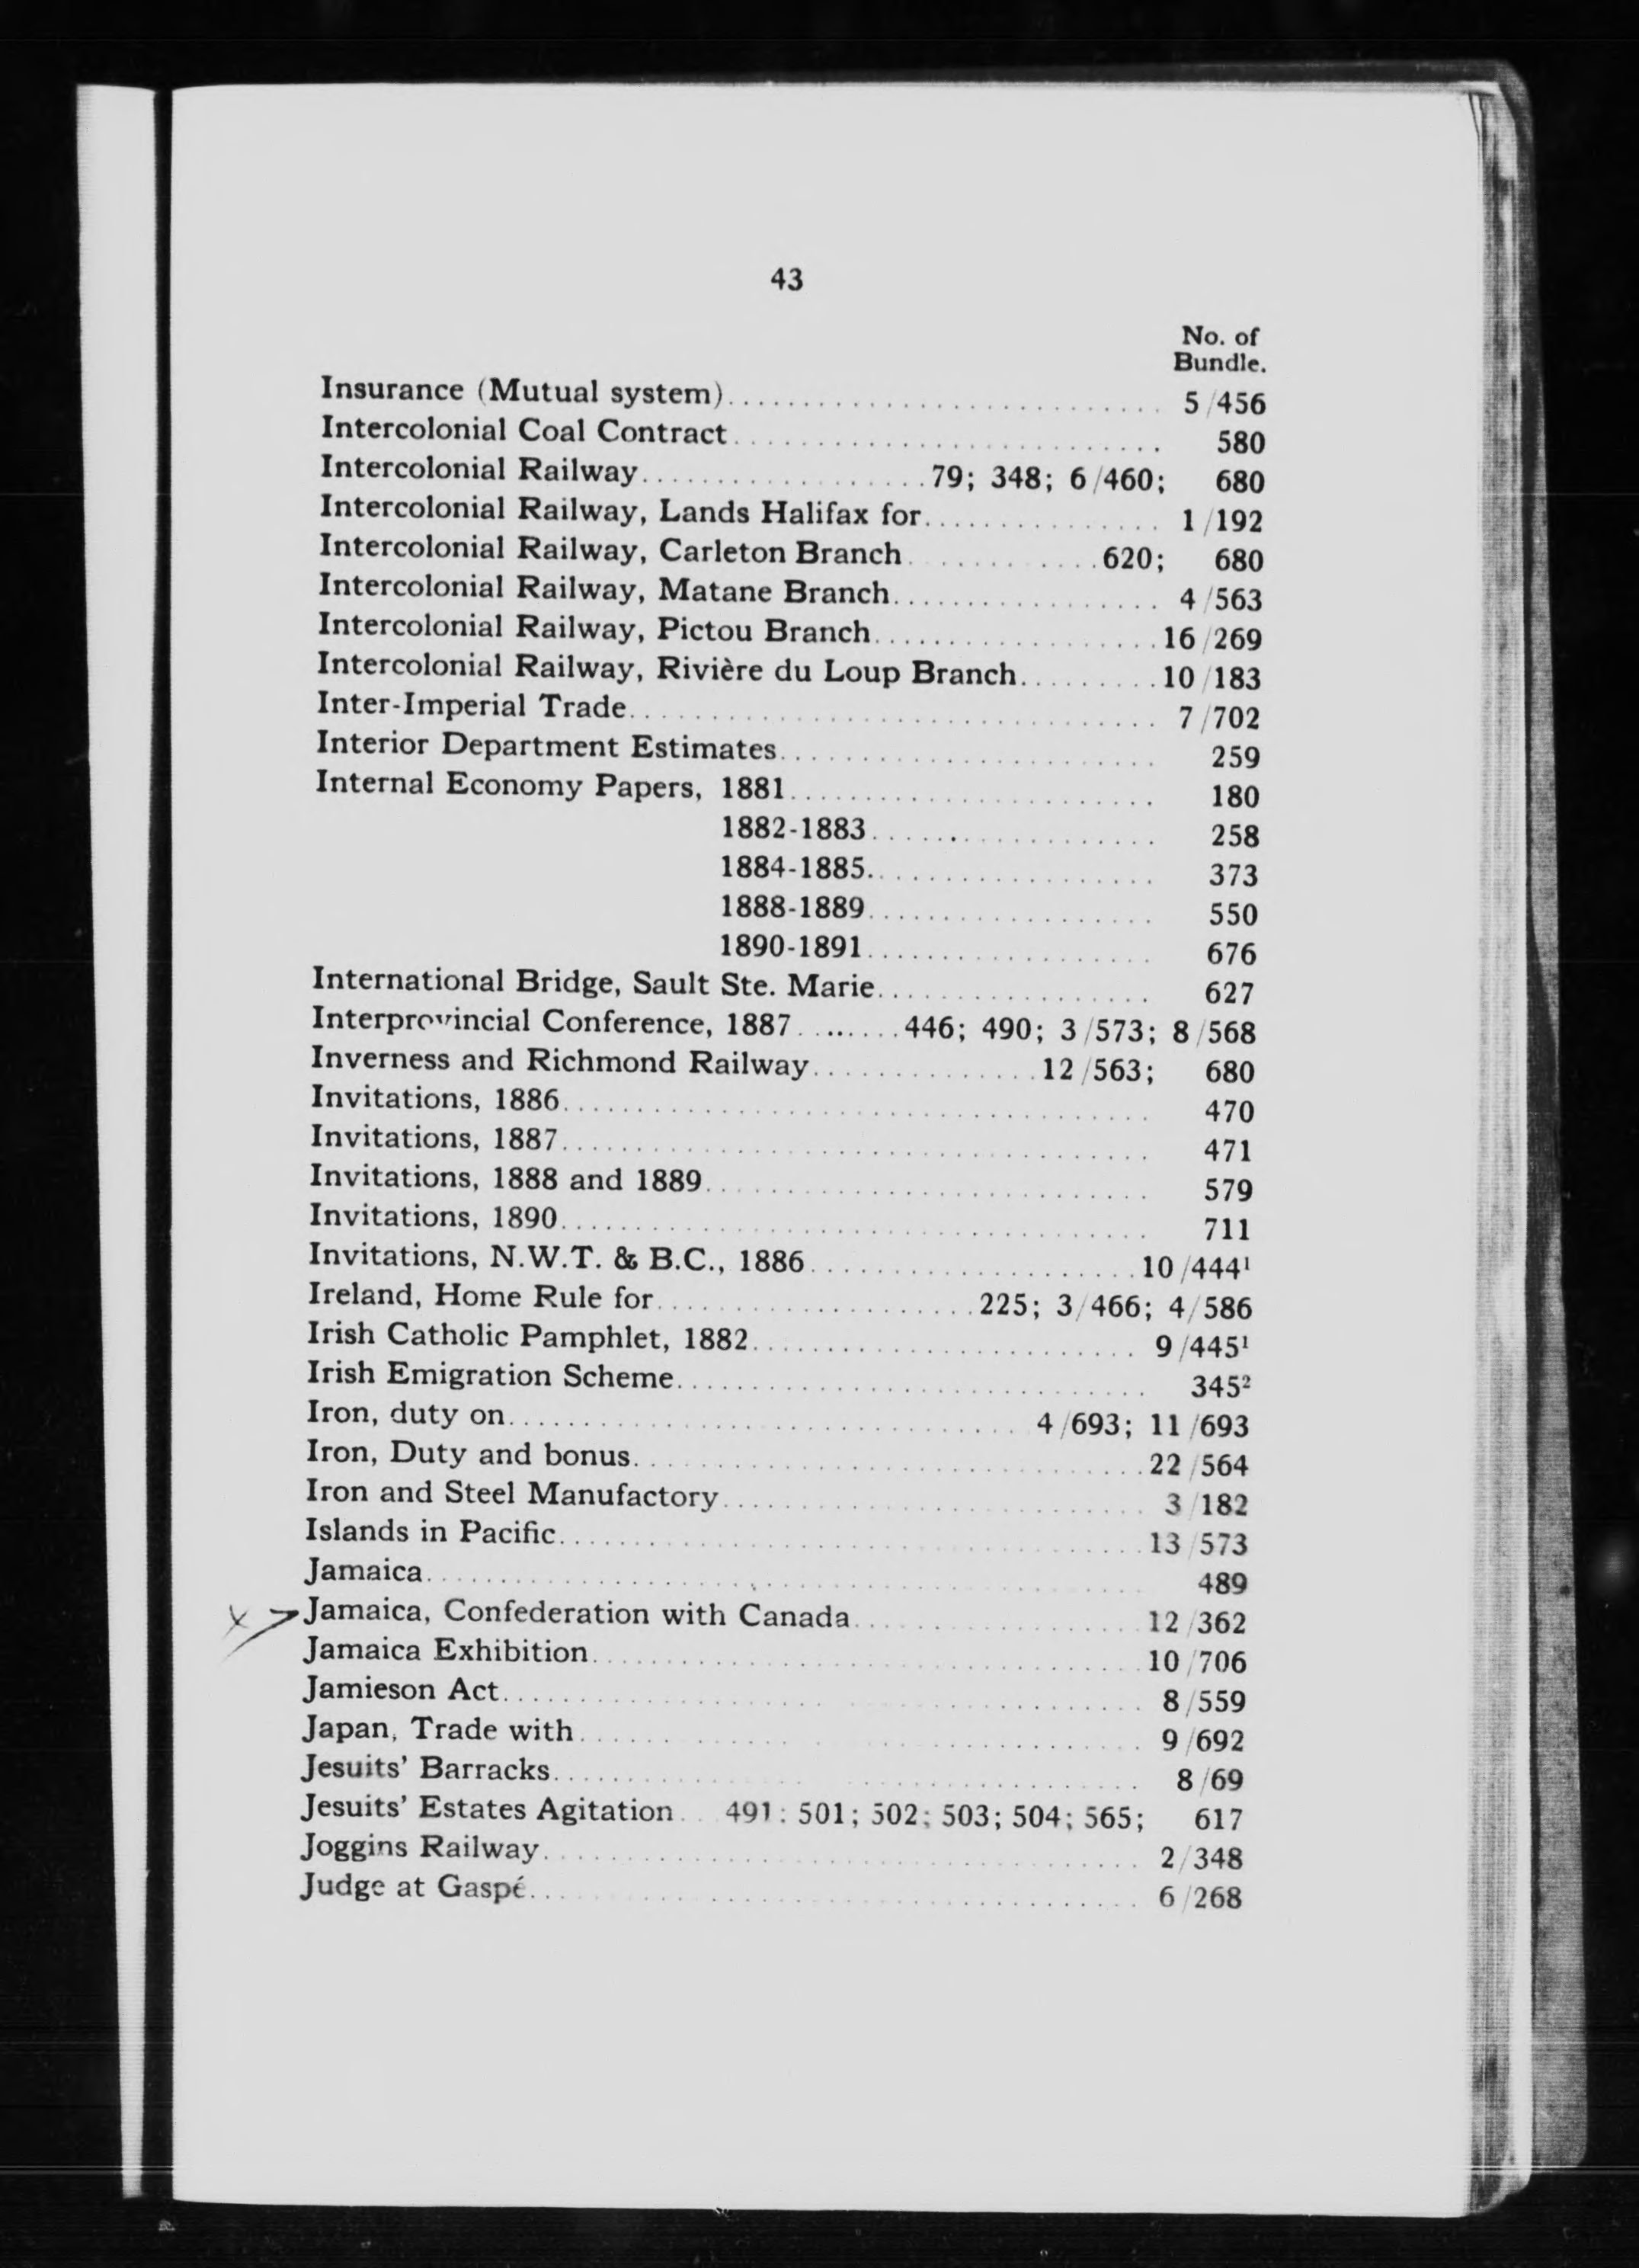 43
No. of
Bundle.
Insurance (Mutual system)............................ 5/456
Intercolonial Coal Contract............................ 580
Intercolonial Railway...................79; 348; 6/460; 680
Intercolonial Railway, Lands Halifax for................ 1/192
Intercolonial Railway, Carleton Branch.............620; 680
Intercolonial Railway, Matane Branch.................. 4/563
Intercolonial Railway, Pictou Branch...................16/269
Intercolonial Railway, Rivière du Loup Branch.........10/183
Inter-Imperial Trade................................... 7/702
Interior Department Estimates......................... 259
Internal Economy Papers, 1881........................ 180
1882-1883................... 258
1884-1885................... 373
1888-1889................... 550
1890-1891................... 676
International Bridge, Sault Ste. Marie.................. 627
Interprovincial Conference, 1887........446; 490; 3/573; 8/568
Inverness and Richmond Railway...............12/563; 680
Invitations, 1886....................................... 470
Invitations, 1887....................................... 471
Invitations, 1888 and 1889............................. 579
Invitations, 1890....................................... 711
Invitations, N.W.T. & B.C., 1886......................10/444¹
Ireland, Home Rule for.....................225; 3/466; 4/586
Irish Catholic Pamphlet, 1882.......................... 9/445¹
Irish Emigration Scheme............................... 345²
Iron, duty on.................................. 4/693; 11/693
Iron, Duty and bonus..................................22/564
Iron and Steel Manufactory............................ 3/182
Islands in Pacific.......................................13/573
Jamaica................................................ 489
x > Jamaica, Confederation with Canada...................12/362
Jamaica Exhibition.....................................10/706
Jamieson Act........................................... 8/559
Japan, Trade with...................................... 9/692
Jesuits' Barracks....................................... 8/69
Jesuits' Estates Agitation... 491: 501; 502; 503; 504; 565; 617
Joggins Railway........................................ 2/348
Judge at Gaspé......................................... 6/268